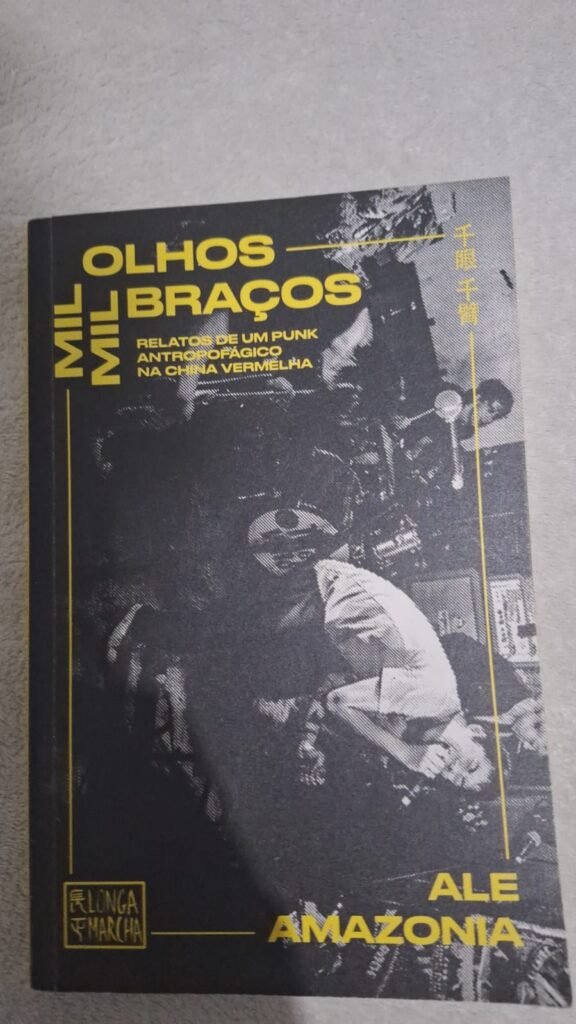 MIL OLHOS
MIL BRAÇOS
RELATOS DE UM PUNK
ANTROPOFÁGICO
NA CHINA VERMELHA
千眼千臂
LONGA
MARCHA
ALE
AMAZONIA